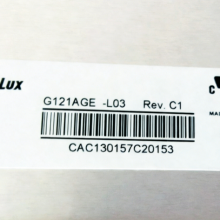 Lux
G121AGE -L03 Rev. C1
CAC130157C20153